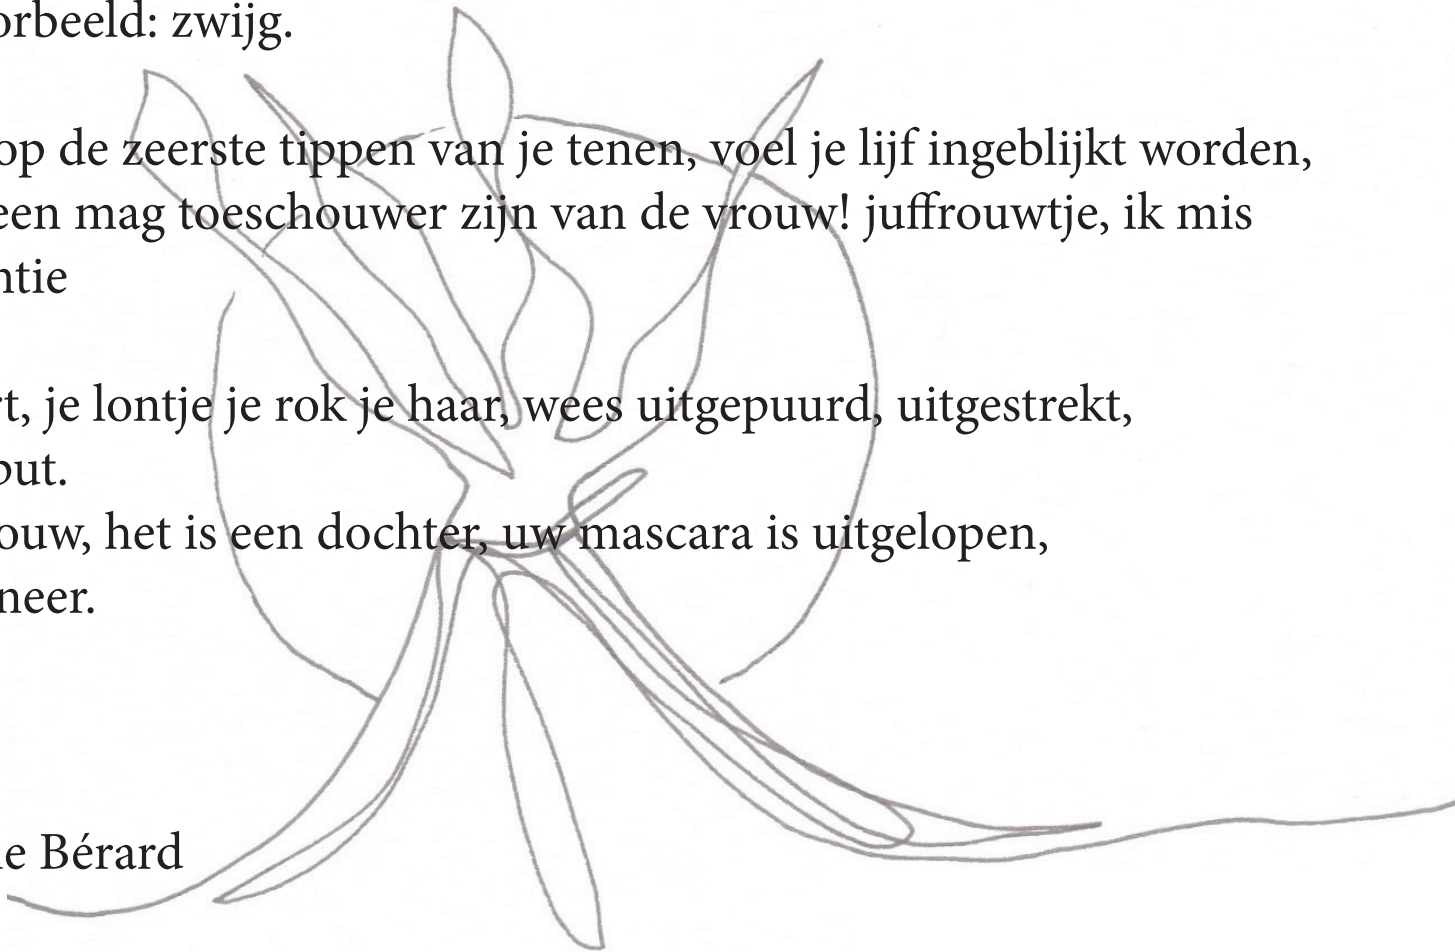 orbeeld: zwijg.
op de zeerste tippen van je tenen, voel je lijf ingeblijkt worden,
een mag toeschouwer zijn van de vrouw! juffrouwtje, ik mis
ntie
t, je lontje je rok je haar, wees uitgepuurd, uitgestrekt,
out.
ouw, het is een dochter, uw mascara is uitgelopen,
neer.
le Bérard